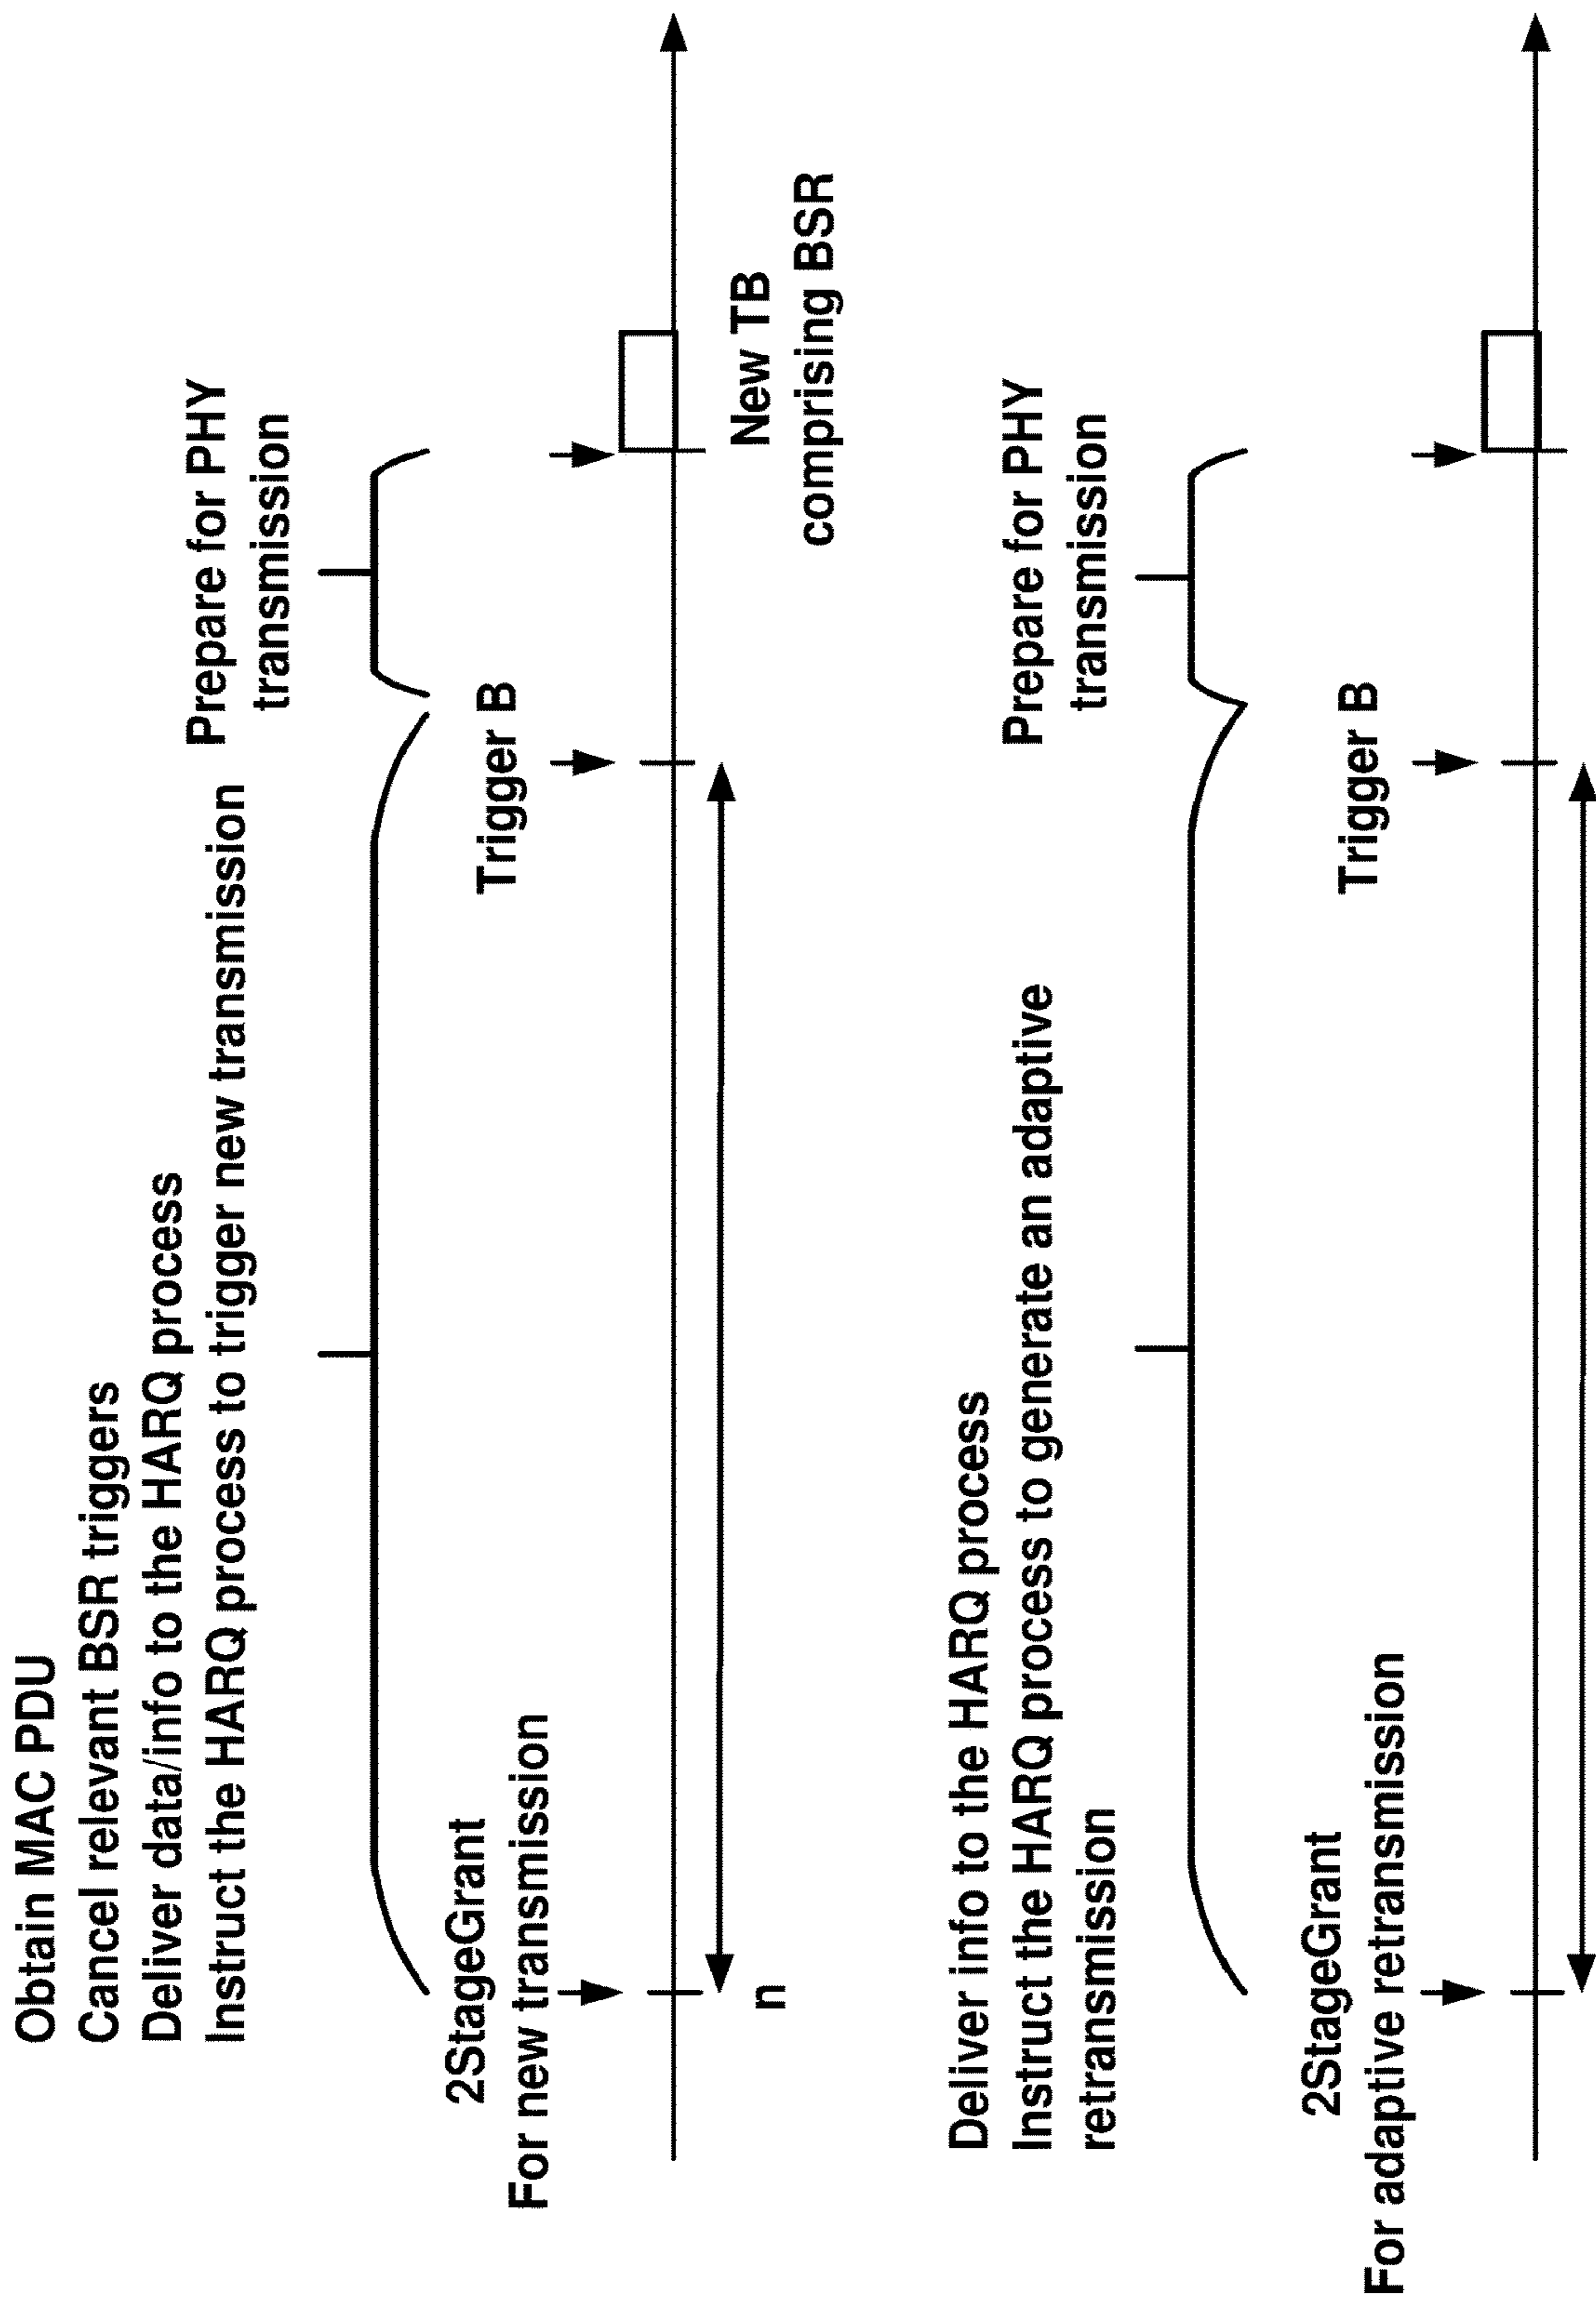 Obtain MAC PDU
Cancel relevant BSR triggers
Deliver data/info to the HARQ process
Instruct the HARQ process to trigger new transmission
Prepare for PHY
transmission
2StageGrant
For new transmission
Trigger B
n
New TB
comprising BSR
Deliver info to the HARQ process
Instruct the HARQ process to generate an adaptive
retransmission
Prepare for PHY
transmission
2StageGrant
For adaptive retransmission
Trigger B